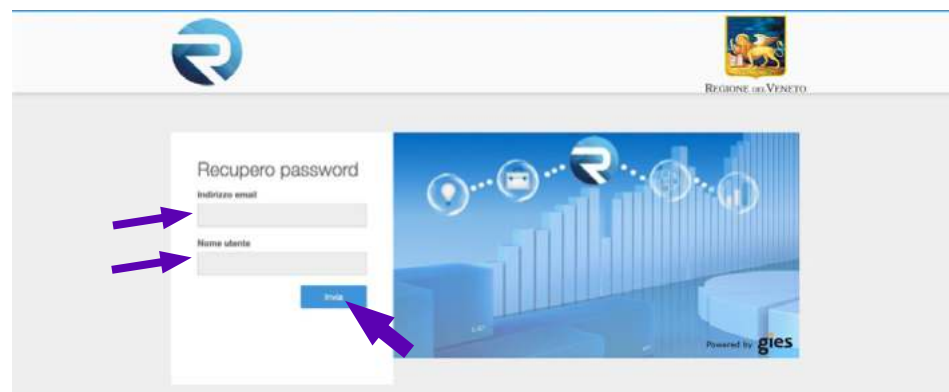 REGIONE DEL VENETO
Recupero password
Indirizzo email
Nome utente
Invia
Powered by gies